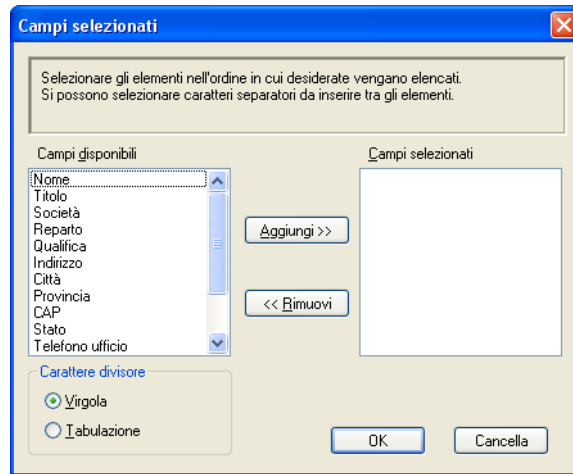 Campi selezionati
Selezionare gli elementi nell'ordine in cui desiderate vengano elencati.
Si possono selezionare caratteri separatori da inserire tra gli elementi.
Campi disponibili
Campi selezionati
Nome
Titolo
Società
Reparto
Qualifica
Indirizzo
Città
Provincia
CAP
Stato
Telefono ufficio
Aggiungi >>
<< Rimuovi
Carattere divisore
Virgola
Tabulazione
OK
Cancella